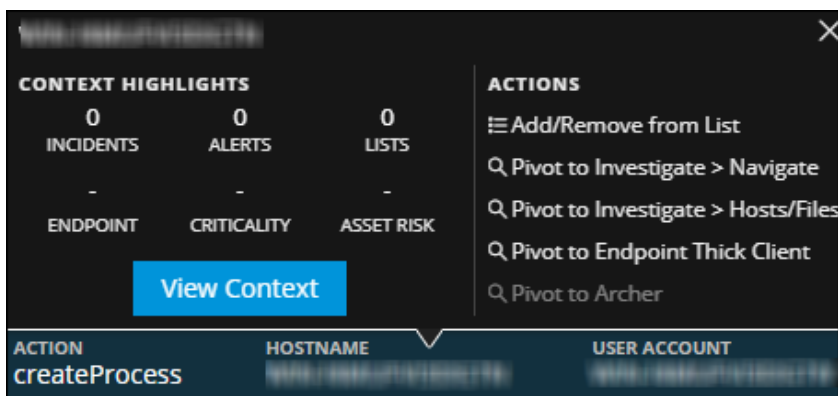 CONTEXT HIGHLIGHTS
0 0 0
INCIDENTS ALERTS LISTS
- - -
ENDPOINT CRITICALITY ASSET RISK
View Context
ACTIONS
Add/Remove from List
Pivot to Investigate > Navigate
Pivot to Investigate > Hosts/Files
Pivot to Endpoint Thick Client
Pivot to Archer
ACTION HOSTNAME USER ACCOUNT
createProcess